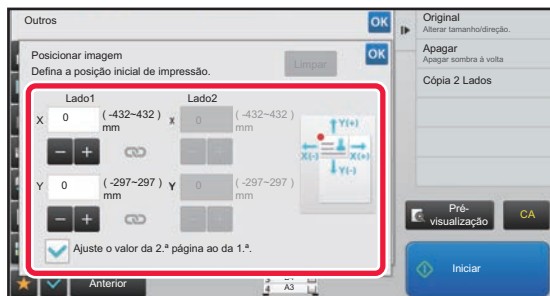 Outros
OK
Posicionar imagem
Defina a posição inicial de impressão.
Limpar
OK
Lado1
Lado2
X 0 (-432~432) mm
x 0 (-432~432) mm
Y 0 (-297~297) mm
Y 0 (-297~297) mm
Y(+)
X(-) X(+)
Y(-)
Ajuste o valor da 2.ª página ao da 1.ª.
Anterior
4 A3
Original
Alterar tamanho/direção.
Apagar
Apagar sombra à volta
Cópia 2 Lados
Pré-
visualização
CA
Iniciar